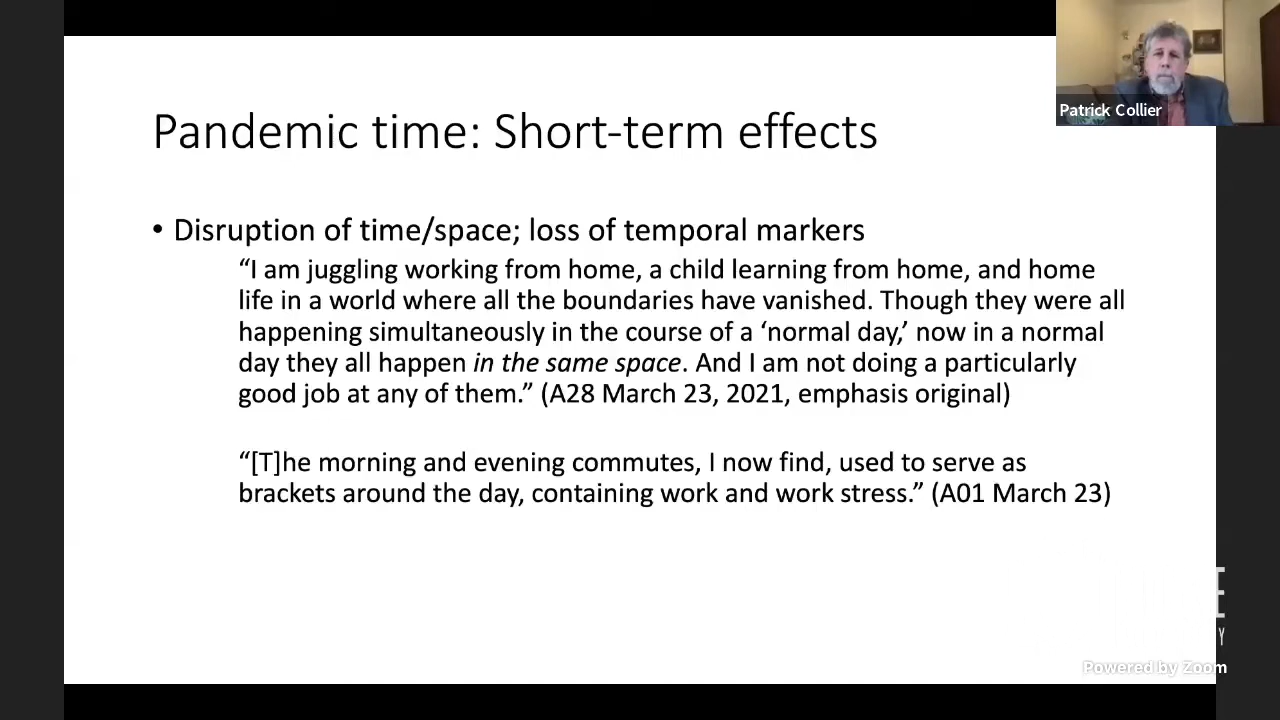 Patrick Collier
Pandemic time: Short-term effects
• Disruption of time/space; loss of temporal markers
“I am juggling working from home, a child learning from home, and home
life in a world where all the boundaries have vanished. Though they were all
happening simultaneously in the course of a ‘normal day,’ now in a normal
day they all happen in the same space. And I am not doing a particularly
good job at any of them.” (A28 March 23, 2021, emphasis original)
“[T]he morning and evening commutes, I now find, used to serve as
brackets around the day, containing work and work stress.” (A01 March 23)
E
Y
Powered by Zoom